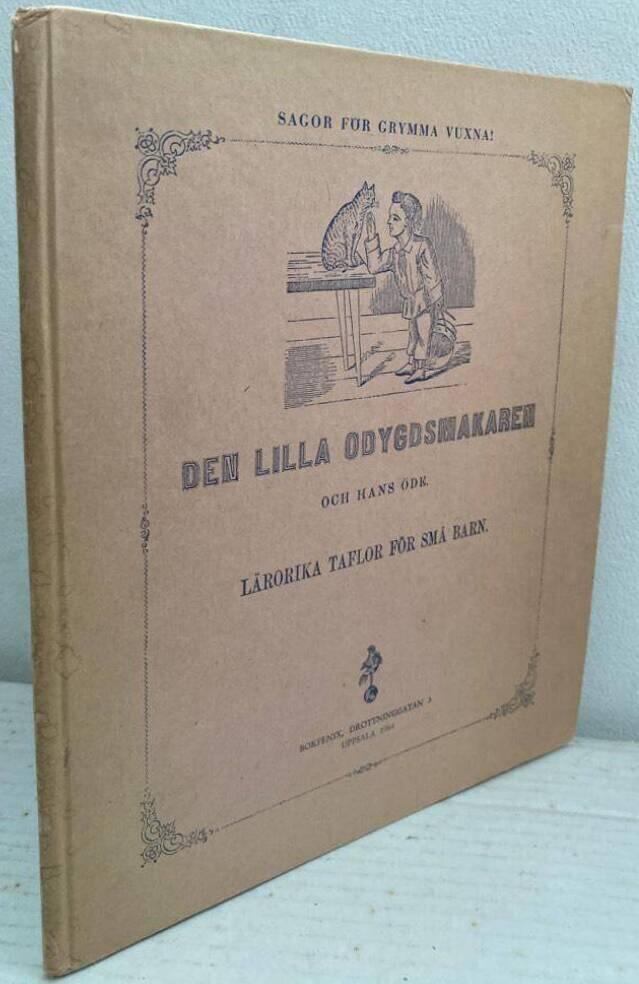 SAGOR FÖR GRYMMA VUXNA!
DEN LILLA ODYGDSMAKAREN
OCH HANS ÖDE.
LÄRORIKA TAFLOR FÖR SMÅ BARN.
BOKFENIX, DROTTNINGGATAN 3
UPPSALA 1964